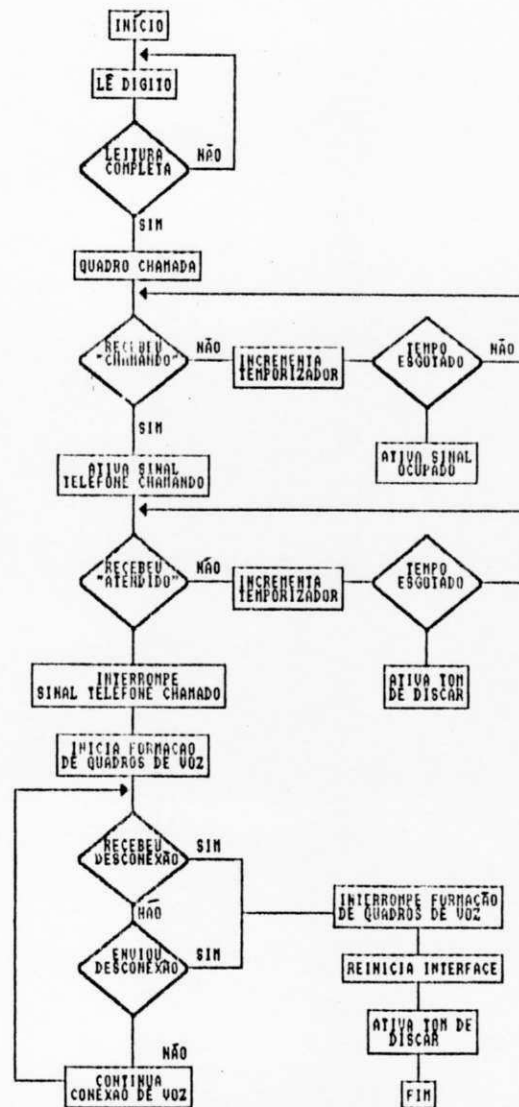 INÍCIO
LÊ DIGITO
LEITURA
COMPLETA
NÃO
SIM
QUADRO CHAMADA
RECEBEU
"CHAMANDO"
NÃO
INCREMENTA
TEMPORIZADOR
TEMPO
ESGOTADO
NÃO
SIM
ATIVA SINAL
OCUPADO
ATIVA SINAL
TELEFONE CHAMANDO
RECEBEU
"ATENDIDO"
NÃO
INCREMENTA
TEMPORIZADOR
TEMPO
ESGOTADO
INTERROMPE
SINAL TELEFONE CHAMADO
ATIVA TOM
DE DISCAR
INICIA FORMACAO
DE QUADROS DE VOZ
RECEBEU
DESCONEXÃO
SIM
NÃO
INTERROMPE FORMAÇÃO
DE QUADROS DE VOZ
ENVIOU
DESCONEXÃO
SIM
REINICIA INTERFACE
NÃO
ATIVA TOM DE
DISCAR
CONTINUA
CONEXÃO DE VOZ
FIM